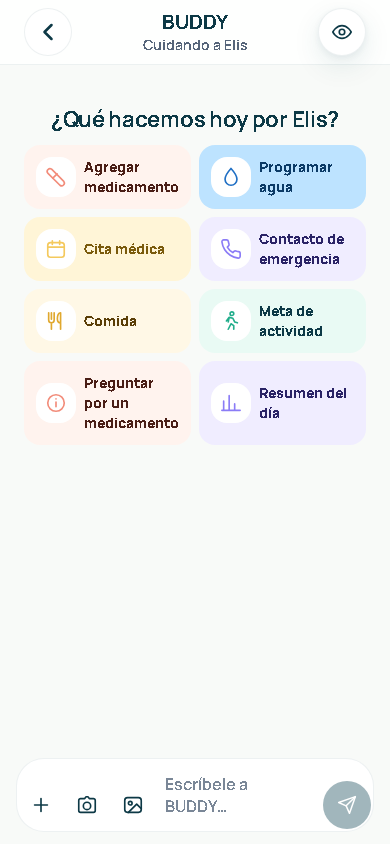 BUDDY
Cuidando a Elis
¿Qué hacemos hoy por Elis?
Agregar
medicamento
Programar
agua
Cita médica
Contacto de
emergencia
Comida
Meta de
actividad
Preguntar
por un
medicamento
Resumen del
día
Escríbele a
BUDDY...